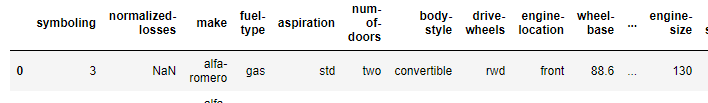 symboling normalized-losses make fuel-type aspiration num-of-doors body-style drive-wheels engine-location wheel-base ... engine-size
0 3 NaN alfa-romero gas std two convertible rwd front 88.6 ... 130